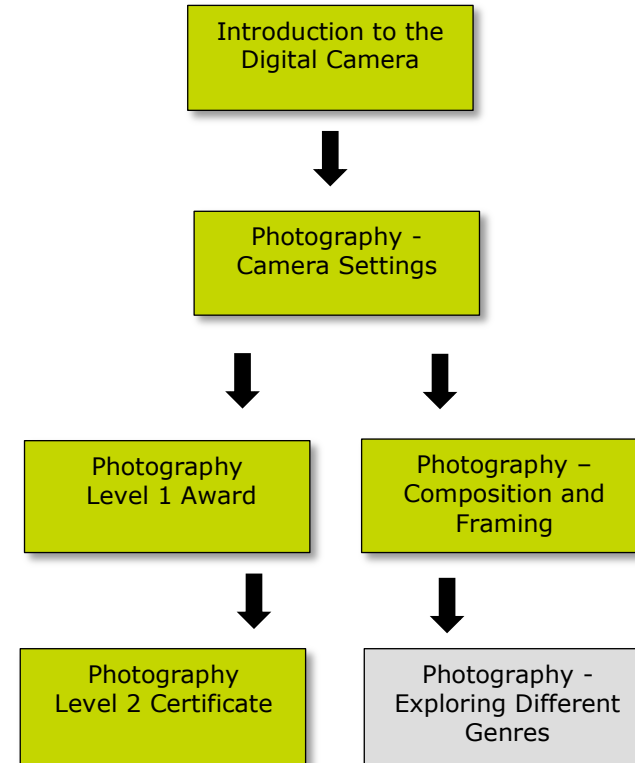 Introduction to the
Digital Camera
Photography -
Camera Settings
Photography
Level 1 Award
Photography –
Composition and
Framing
Photography
Level 2 Certificate
Photography -
Exploring Different
Genres